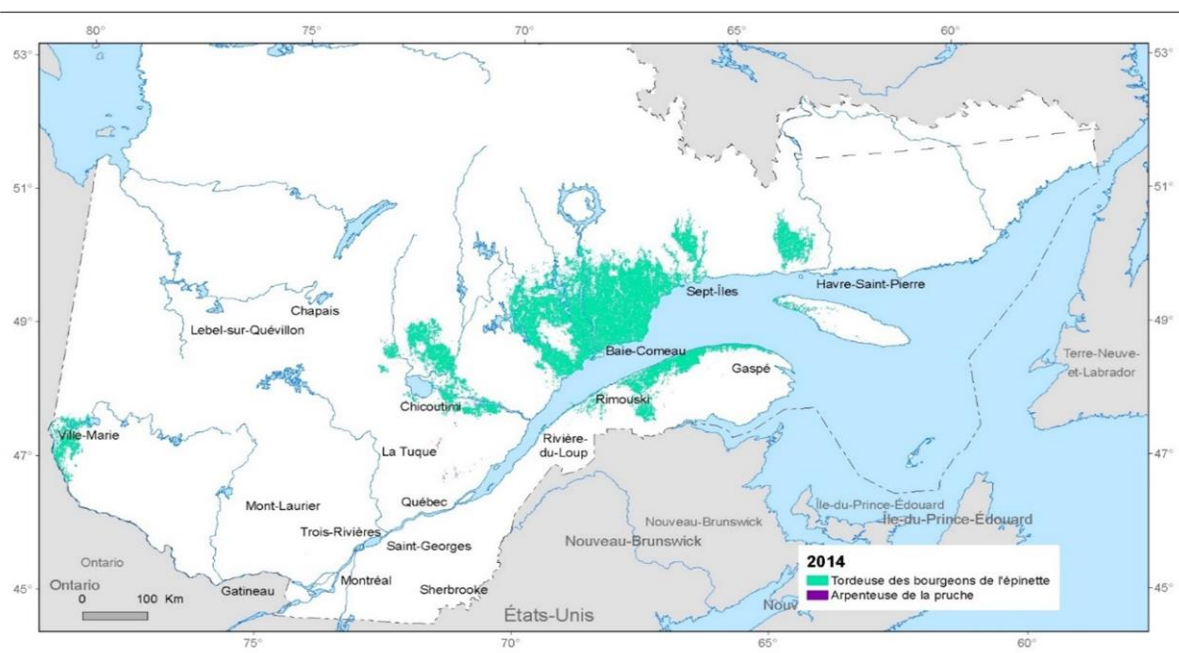 80° 75° 70° 65° 60°
53° 53°
51° 51°
Sept-Îles
Havre-Saint-Pierre
Chapais
49° 49°
Lebel-sur-Quévillon
Baie-Comeau
Terre-Neuve-
et-Labrador
Gaspé
Chicoutimi
Rimouski
Ville-Marie
Rivière-
du-Loup
La Tuque
47° 47°
Québec
Mont-Laurier
Île-du-Prince-Édouard
Île-du-Prince-Édouard
Nouveau-Brunswick
Trois-Rivières
Nouveau-Brunswick
Saint-Georges
Ontario
Ontario
Montréal
Sherbrooke
Gatineau
45° 45°
0 100 Km
États-Unis
2014
Tordeuse des bourgeons de l'épinette
Arpenteuse de la pruche
Nouv
75° 70° 65° 60°